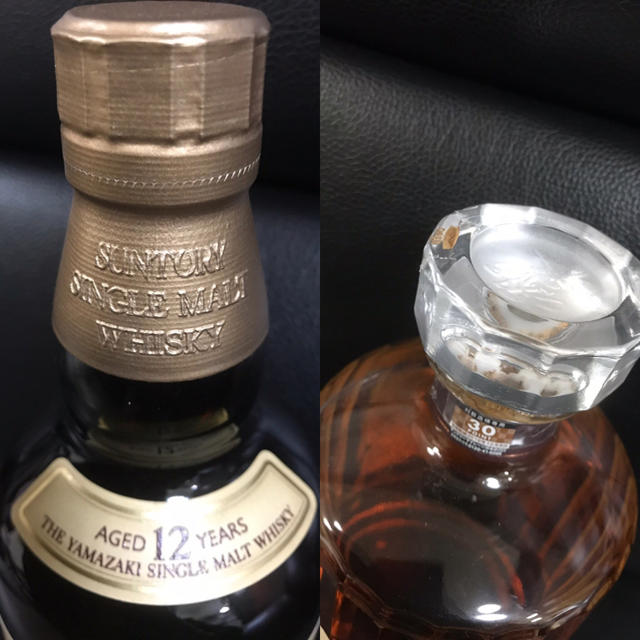 SUNTORY
SINGLE MALT
WHISKY
AGED 12 YEARS
THE YAMAZAKI SINGLE MALT WHISKY
30